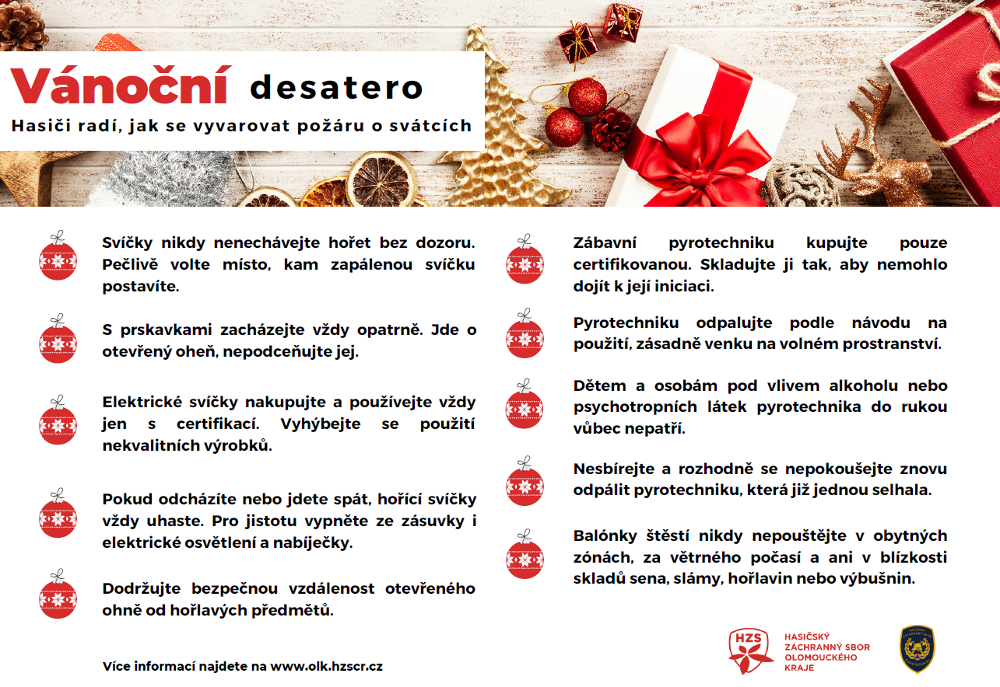 Vánoční desatero
Hasiči radí, jak se vyvarovat požáru o svátcích
Svíčky nikdy nenechávejte hořet bez dozoru.
Pečlivě volte místo, kam zapálenou svíčku
postavíte.
S prskavkami zacházejte vždy opatrně. Jde o
otevřený oheň, nepodceňujte jej.
Elektrické svíčky nakupujte a používejte vždy
jen s certifikací. Vyhýbejte se použití
nekvalitních výrobků.
Pokud odcházíte nebo jdete spát, hořící svíčky
vždy uhaste. Pro jistotu vypněte ze zásuvky i
elektrické osvětlení a nabíječky.
Dodržujte bezpečnou vzdálenost otevřeného
ohně od hořlavých předmětů.
Zábavní pyrotechniku kupujte pouze
certifikovanou. Skladujte ji tak, aby nemohlo
dojít k její iniciaci.
Pyrotechniku odpalujte podle návodu na
použití, zásadně venku na volném prostranství.
Dětem a osobám pod vlivem alkoholu nebo
psychotropních látek pyrotechnika do rukou
vůbec nepatří.
Nesbírejte a rozhodně se nepokoušejte znovu
odpálit pyrotechniku, která již jednou selhala.
Balónky štěstí nikdy nepouštějte v obytných
zónách, za větrného počasí a ani v blízkosti
skladů sena, slámy, hořlavin nebo výbušnin.
Více informací najdete na www.olk.hzscr.cz
HZS
HASIČSKÝ
ZÁCHRANNÝ SBOR
OLOMOUCKÉHO
KRAJE